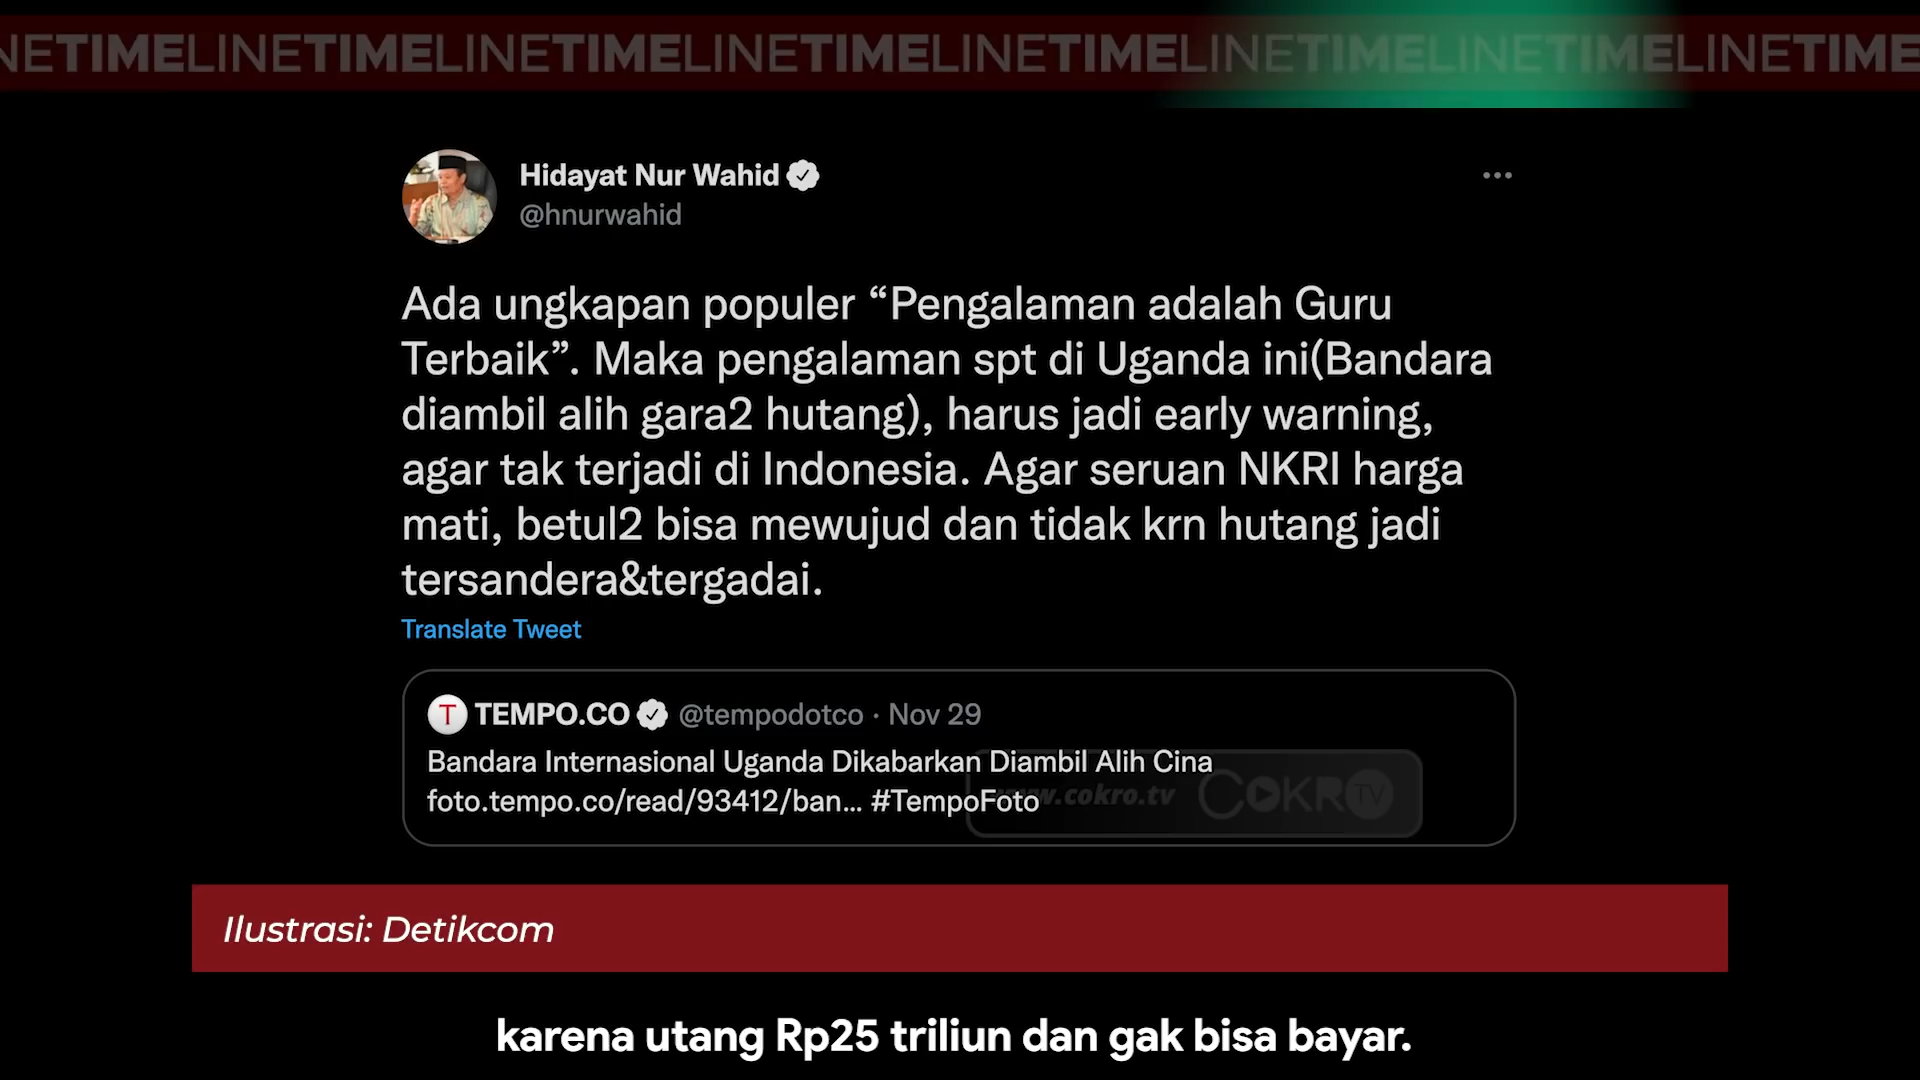 NETIMELINETIMELINETIMELINETIMELINETIMELINETIMELINETIMELINETIME
Hidayat Nur Wahid
@hnurwahid
Ada ungkapan populer “Pengalaman adalah Guru
Terbaik”. Maka pengalaman spt di Uganda ini(Bandara
diambil alih gara2 hutang), harus jadi early warning,
agar tak terjadi di Indonesia. Agar seruan NKRI harga
mati, betul2 bisa mewujud dan tidak krn hutang jadi
tersandera&tergadai.
Translate Tweet
T TEMPO.CO @tempodotco · Nov 29
Bandara Internasional Uganda Dikabarkan Diambil Alih Cina
foto.tempo.co/read/93412/ban... #TempoFoto
www.cokro.tv COKRO TV
Ilustrasi: Detikcom
karena utang Rp25 triliun dan gak bisa bayar.